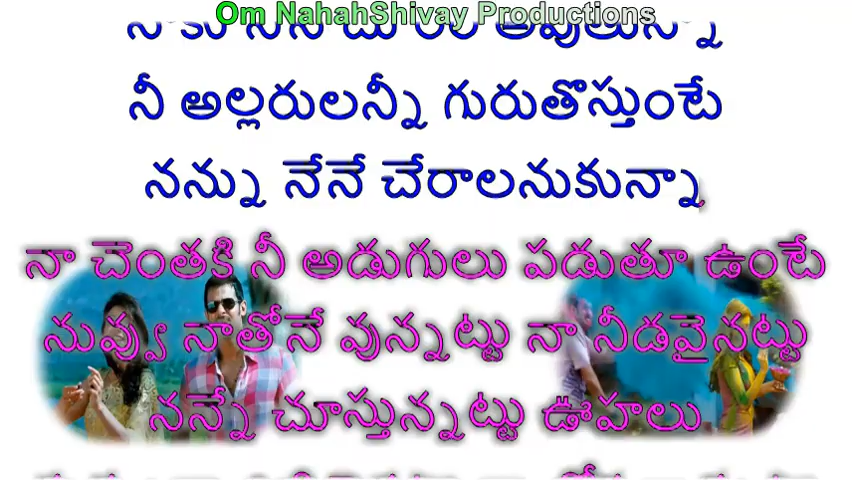 Om NahahShivay Productions
నీ అల్లరులన్నీ గురుతొస్తుంటే
నన్ను నేనే చేరాలనుకున్నా
నా చెంతకి నీ అడుగులు పడుతూ ఉంటే
నువ్వు నాతోనే వున్నట్టు నా నీడవైనట్టు
నన్నే చూస్తున్నట్టు ఊహలు